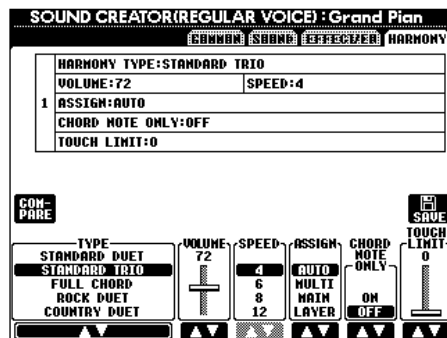 SOUND CREATOR(REGULAR VOICE) : Grand Pian
COMMON SOUND EFFECT/EQ HARMONY
HARMONY TYPE:STANDARD TRIO
VOLUME:72 SPEED:4
1 ASSIGN:AUTO
CHORD NOTE ONLY:OFF
TOUCH LIMIT:0
COM-
PARE
SAVE
TYPE VOLUME SPEED ASSIGN CHORD NOTE ONLY TOUCH LIMIT
STANDARD DUET 72 0
STANDARD TRIO 4 AUTO
FULL CHORD 6 MULTI
ROCK DUET 8 MAIN ON
COUNTRY DUET 12 LAYER OFF